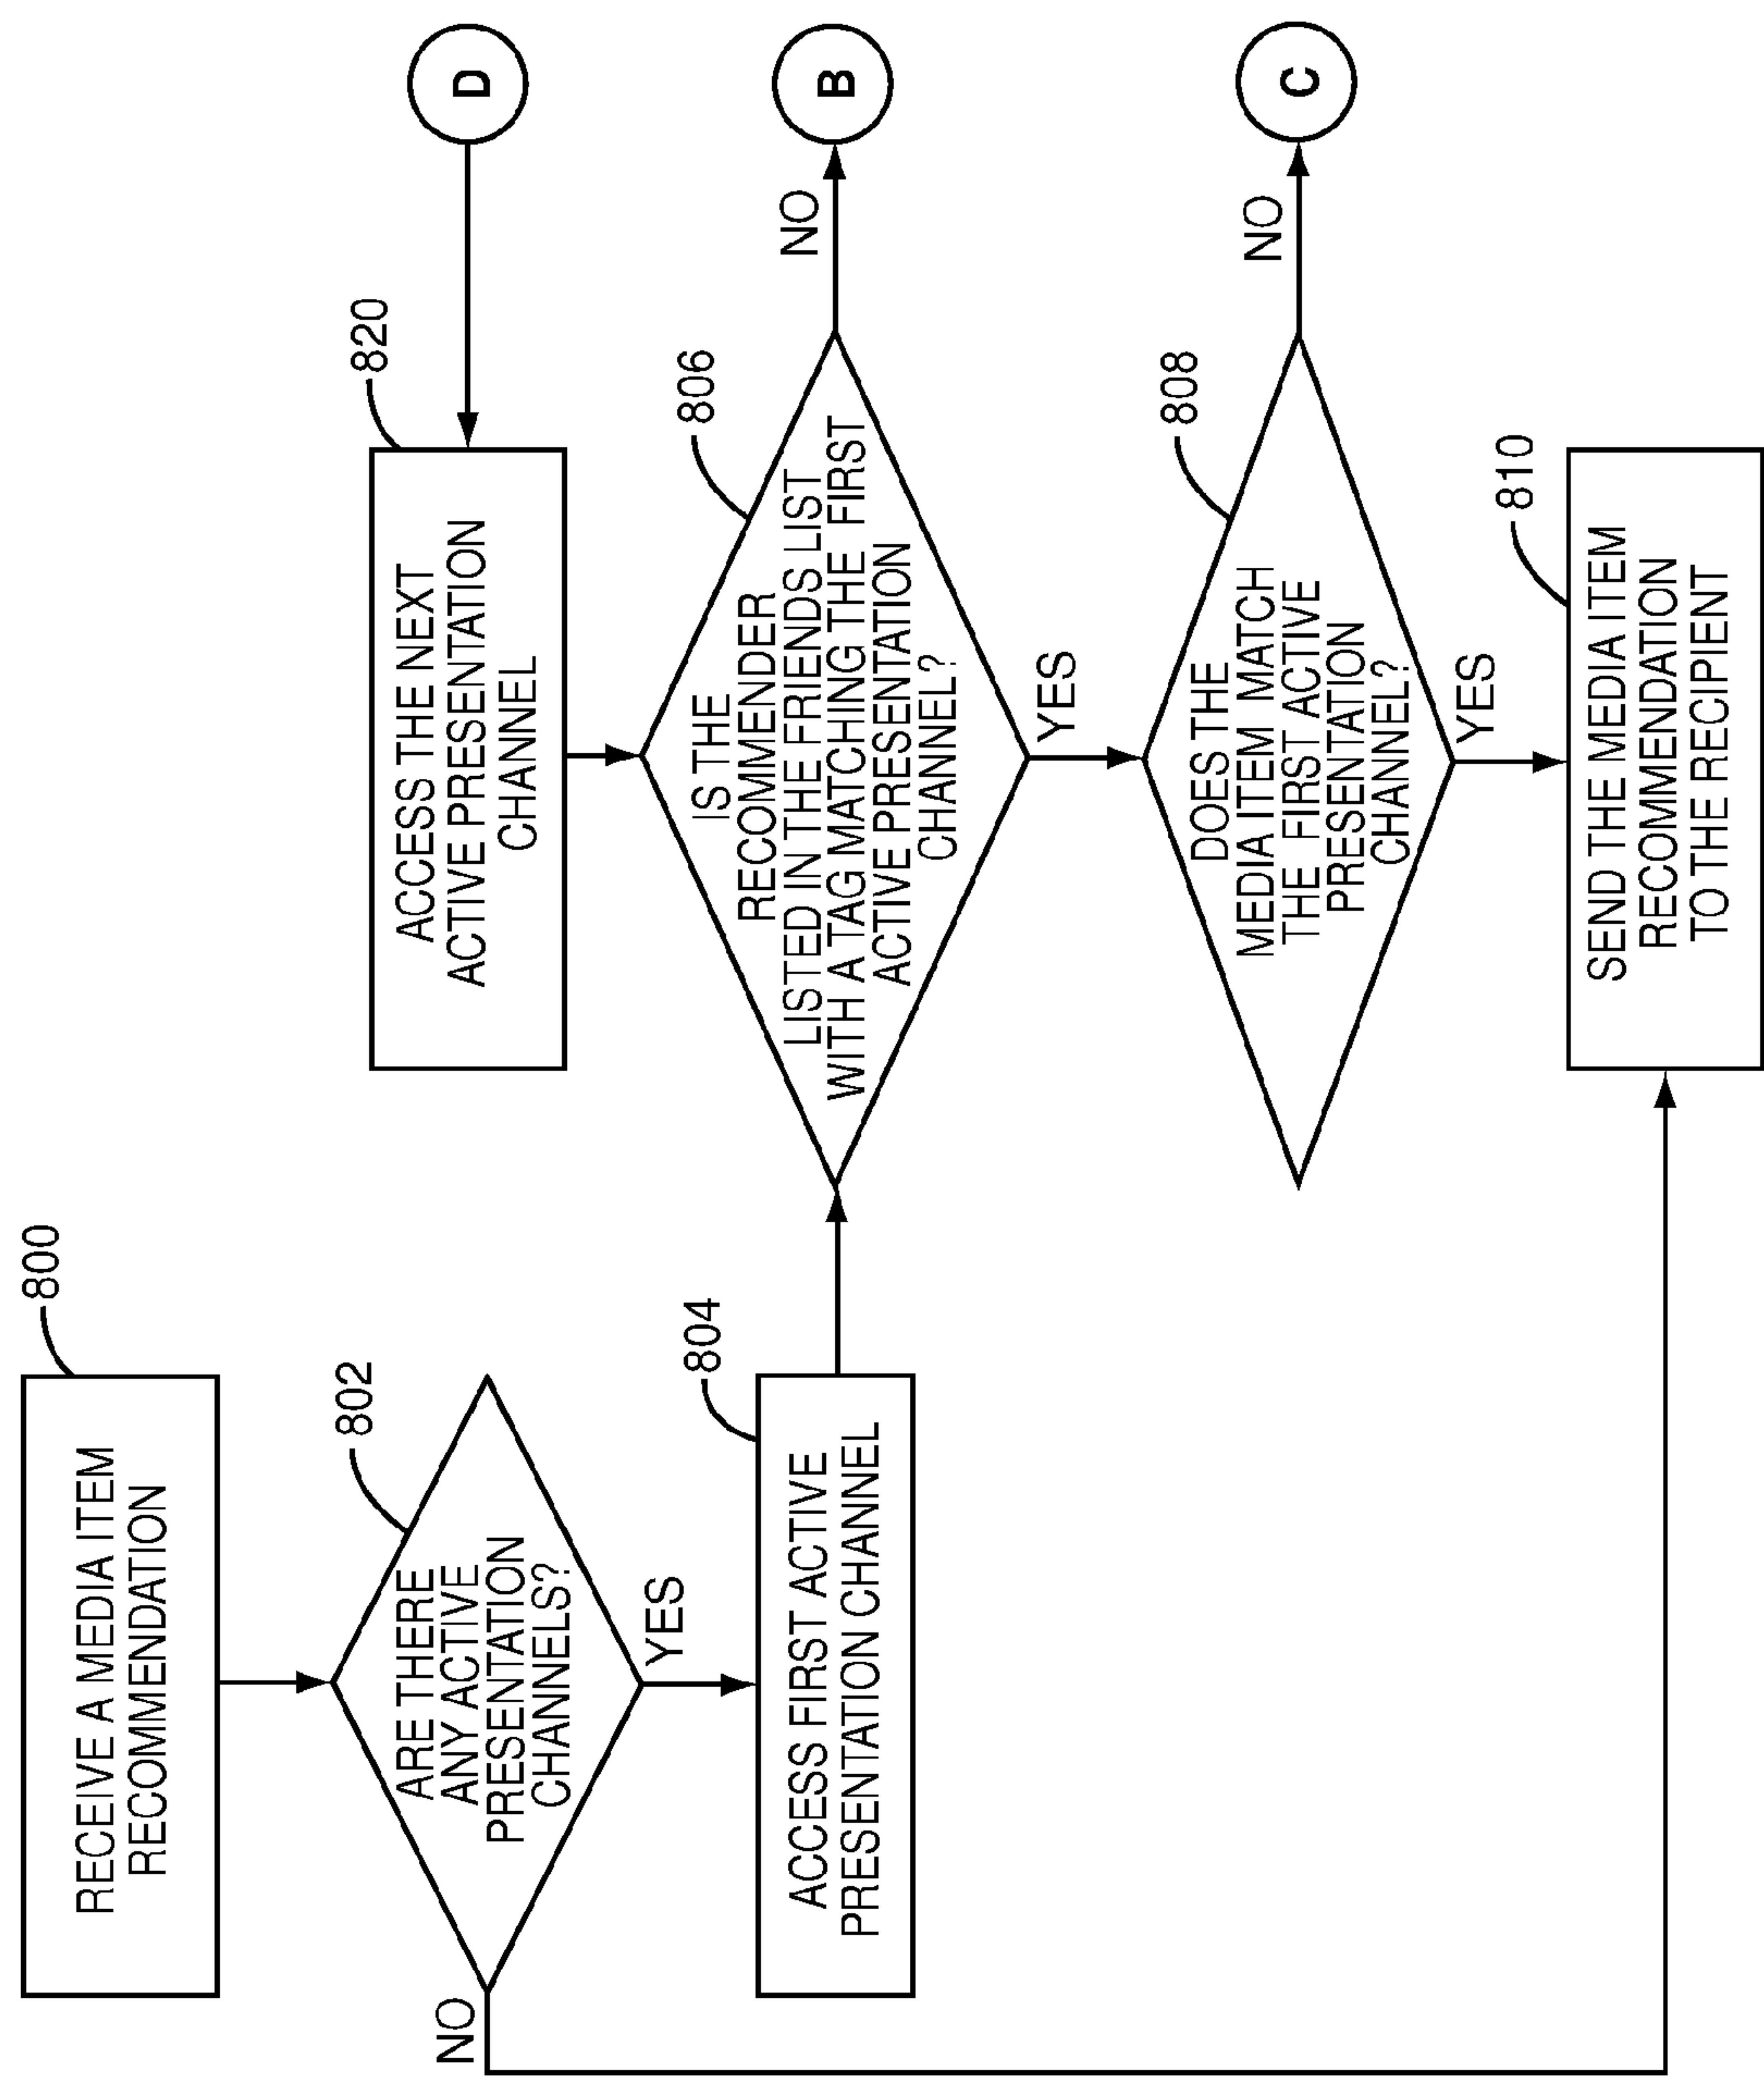 800
RECEIVE A MEDIA ITEM
RECOMMENDATION
802
ARE THERE
ANY ACTIVE
PRESENTATION
CHANNELS?
NO
YES
804
ACCESS FIRST ACTIVE
PRESENTATION CHANNEL
D
820
ACCESS THE NEXT
ACTIVE PRESENTATION
CHANNEL
806
IS THE
RECOMMENDER
LISTED IN THE FRIENDS LIST
WITH A TAG MATCHING THE FIRST
ACTIVE PRESENTATION
CHANNEL?
NO
B
YES
808
DOES THE
MEDIA ITEM MATCH
THE FIRST ACTIVE
PRESENTATION
CHANNEL?
NO
C
YES
810
SEND THE MEDIA ITEM
RECOMMENDATION
TO THE RECIPIENT